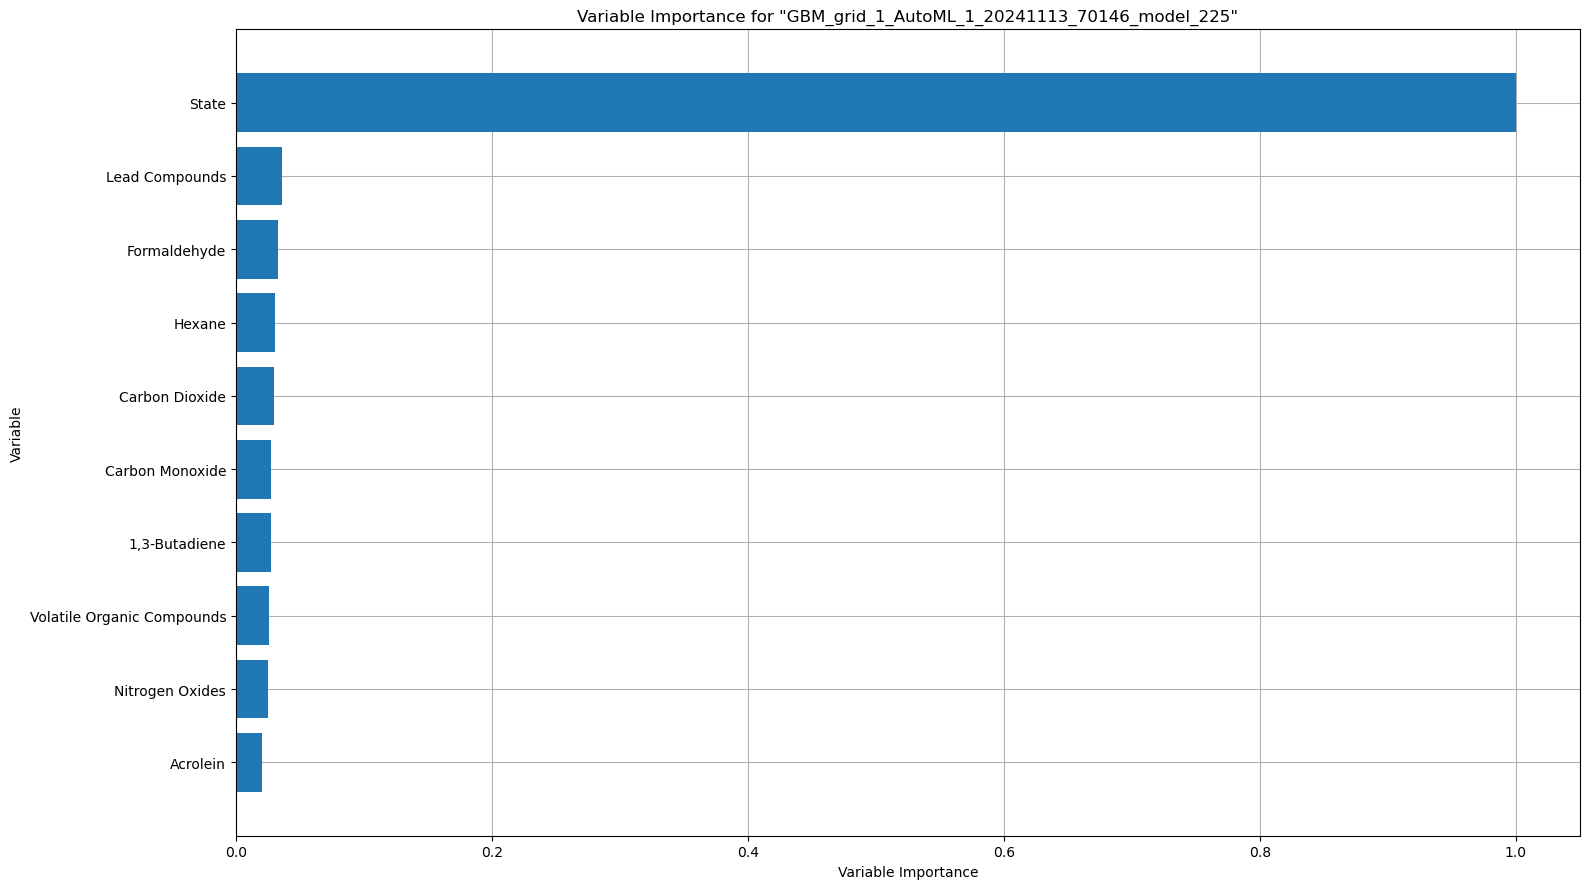 Variable Importance for "GBM_grid_1_AutoML_1_20241113_70146_model_225"
State
Lead Compounds
Formaldehyde
Hexane
Carbon Dioxide
Carbon Monoxide
1,3-Butadiene
Volatile Organic Compounds
Nitrogen Oxides
Acrolein
Variable
0.0 0.2 0.4 0.6 0.8 1.0
Variable Importance